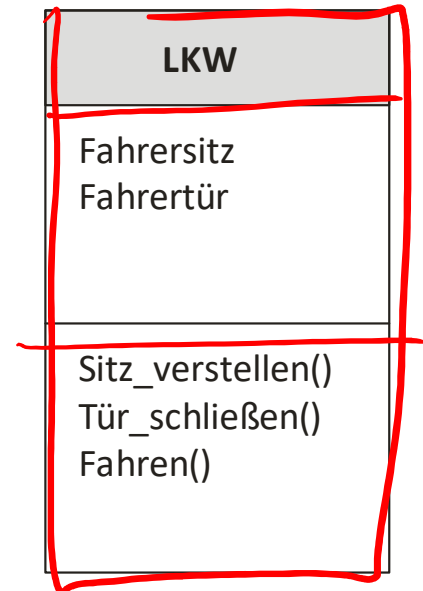 LKW
Fahrersitz
Fahrertür
Sitz_verstellen()
Tür_schließen()
Fahren()